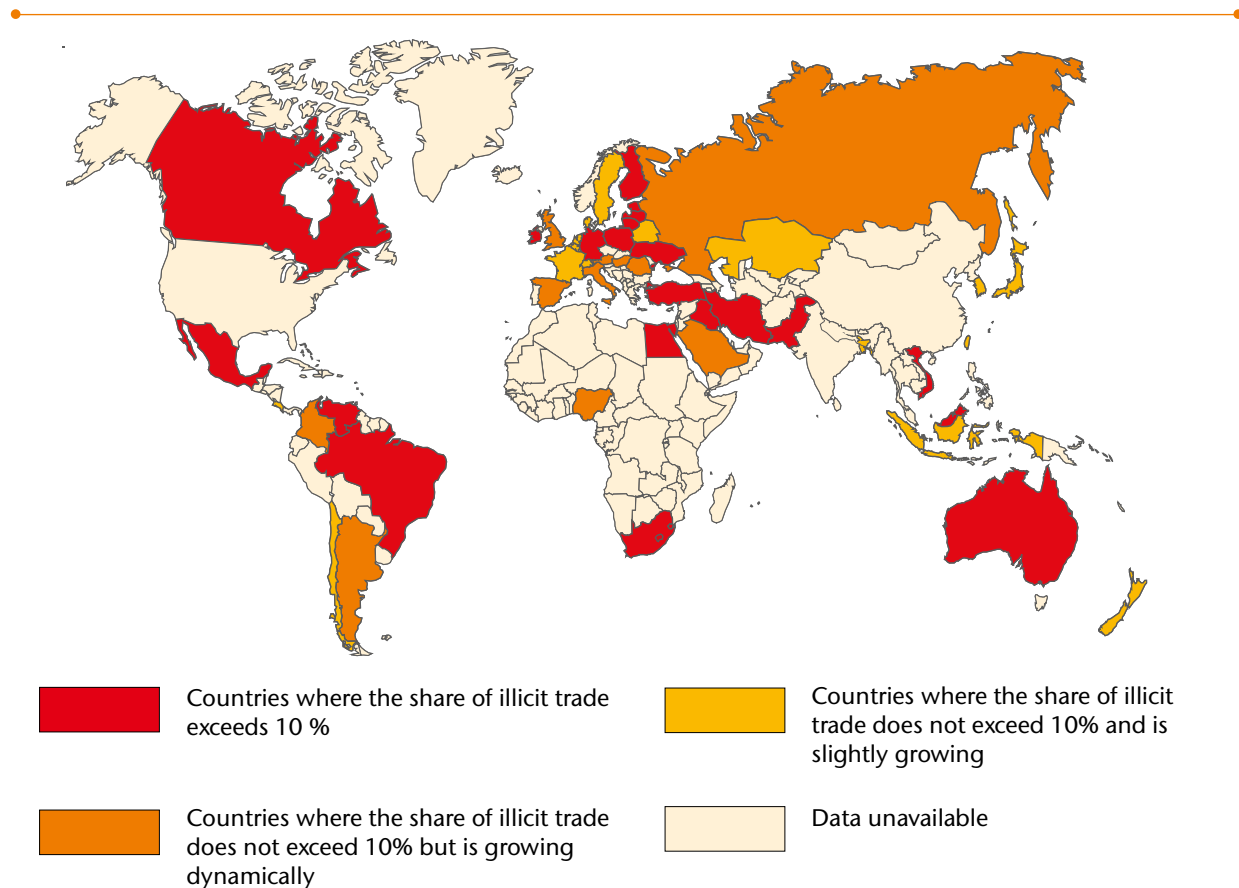 Countries where the share of illicit trade
exceeds 10 %
Countries where the share of illicit
trade does not exceed 10% and is
slightly growing
Countries where the share of illicit trade
does not exceed 10% but is growing
dynamically
Data unavailable